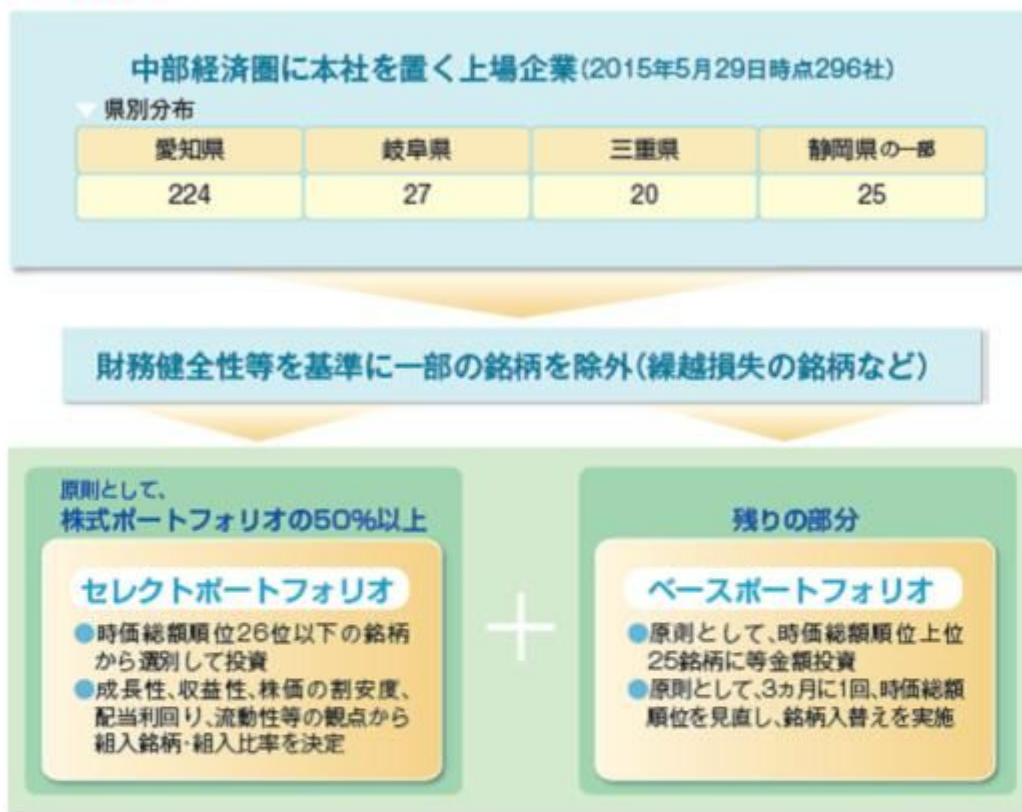 中部経済圏に本社を置く上場企業(2015年5月29日時点296社)
県別分布
愛知県 岐阜県 三重県 静岡県の一部
224 27 20 25
財務健全性等を基準に一部の銘柄を除外(繰越損失の銘柄など)
原則として、
株式ポートフォリオの50%以上
セレクトポートフォリオ
●時価総額順位26位以下の銘柄
から選別して投資
●成長性、収益性、株価の割安度、
配当利回り、流動性等の観点から
組入銘柄・組入比率を決定
＋
残りの部分
ベースポートフォリオ
●原則として、時価総額順位上位
25銘柄に等金額投資
●原則として、3ヵ月に1回、時価総額
順位を見直し、銘柄入替えを実施